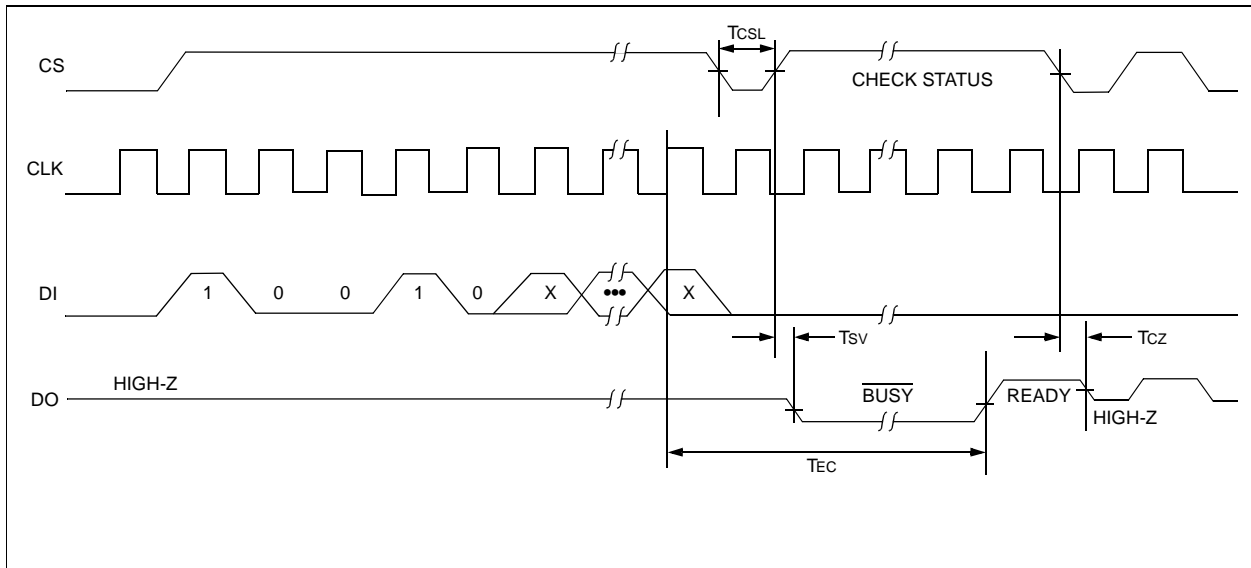 TCSL
CS
CHECK STATUS
CLK
DI
1 0 0 1 0 X ••• X
TSV
TCZ
HIGH-Z
DO
BUSY
READY
HIGH-Z
TEC